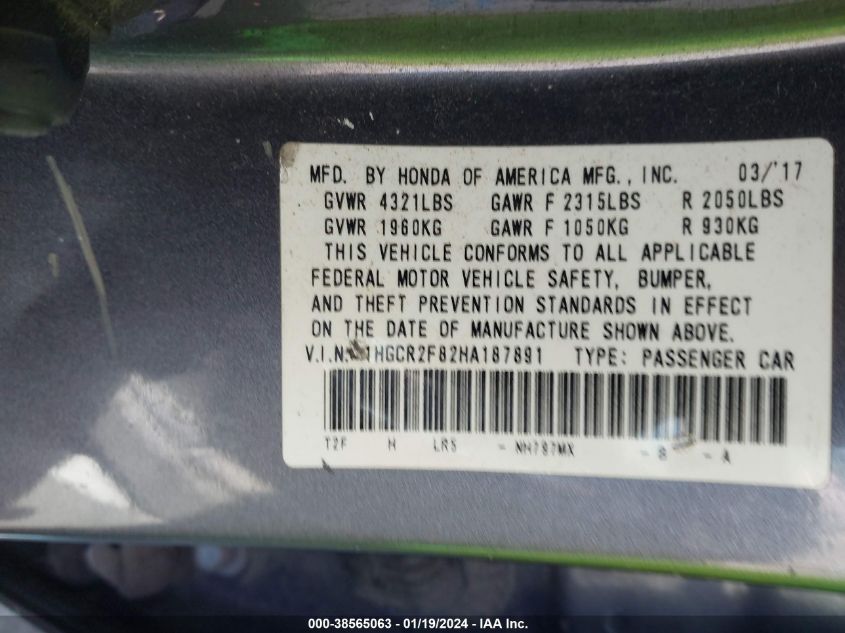 MFD. BY HONDA OF AMERICA MFG., INC. 03/'17
GVWR 4321LBS GAWR F 2315LBS R 2050LBS
GVWR 1960KG GAWR F 1050KG R 930KG
THIS VEHICLE CONFORMS TO ALL APPLICABLE
FEDERAL MOTOR VEHICLE SAFETY, BUMPER,
AND THEFT PREVENTION STANDARDS IN EFFECT
ON THE DATE OF MANUFACTURE SHOWN ABOVE.
V.I.N. 1HGCR2F82HA187891 TYPE: PASSENGER CAR
T2F H LR5 - NH797MX - B - A
000-38565063 - 01/19/2024 - IAA Inc.